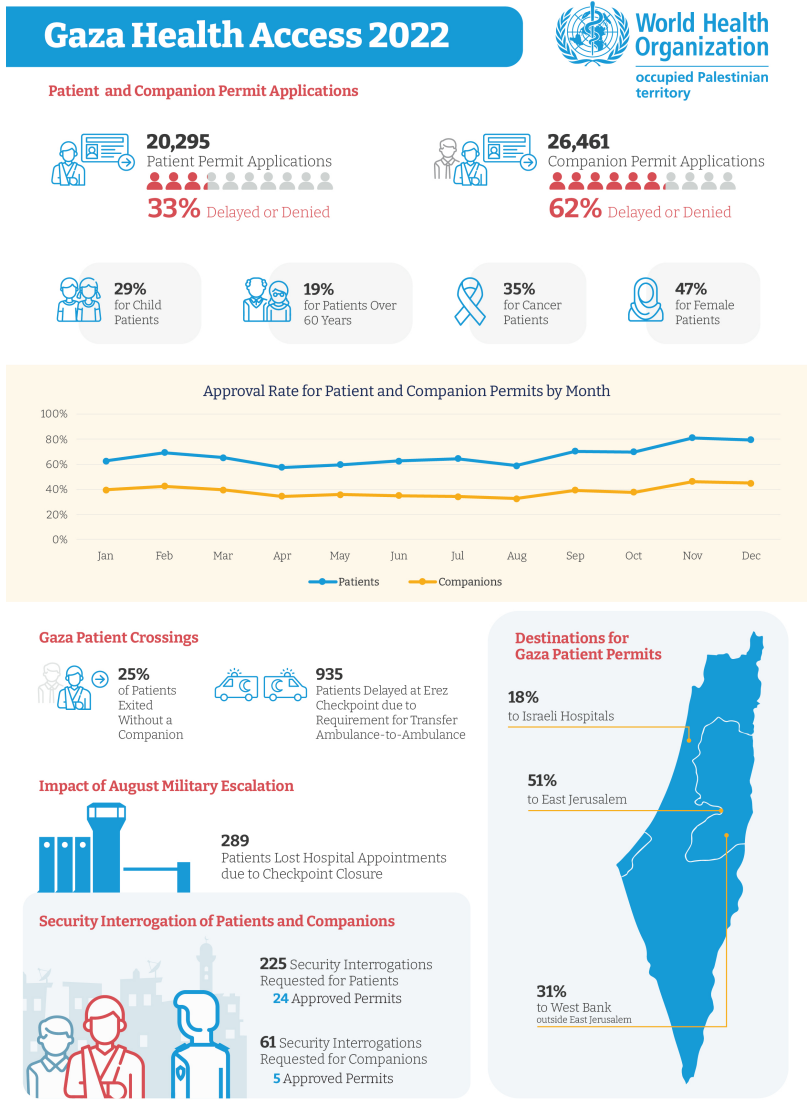 Gaza Health Access 2022
World Health
Organization
occupied Palestinian
territory
Patient and Companion Permit Applications
20,295
Patient Permit Applications
33% Delayed or Denied
26,461
Companion Permit Applications
62% Delayed or Denied
29%
for Child
Patients
19%
for Patients Over
60 Years
35%
for Cancer
Patients
47%
for Female
Patients
Approval Rate for Patient and Companion Permits by Month
100%
80%
60%
40%
20%
0%
Jan Feb Mar Apr May Jun Jul Aug Sep Oct Nov Dec
Patients Companions
Gaza Patient Crossings
25%
of Patients
Exited
Without a
Companion
935
Patients Delayed at Erez
Checkpoint due to
Requirement for Transfer
Ambulance-to-Ambulance
Impact of August Military Escalation
289
Patients Lost Hospital Appointments
due to Checkpoint Closure
Security Interrogation of Patients and Companions
225 Security Interrogations
Requested for Patients
24 Approved Permits
61 Security Interrogations
Requested for Companions
5 Approved Permits
Destinations for
Gaza Patient Permits
18%
to Israeli Hospitals
51%
to East Jerusalem
31%
to West Bank
outside East Jerusalem